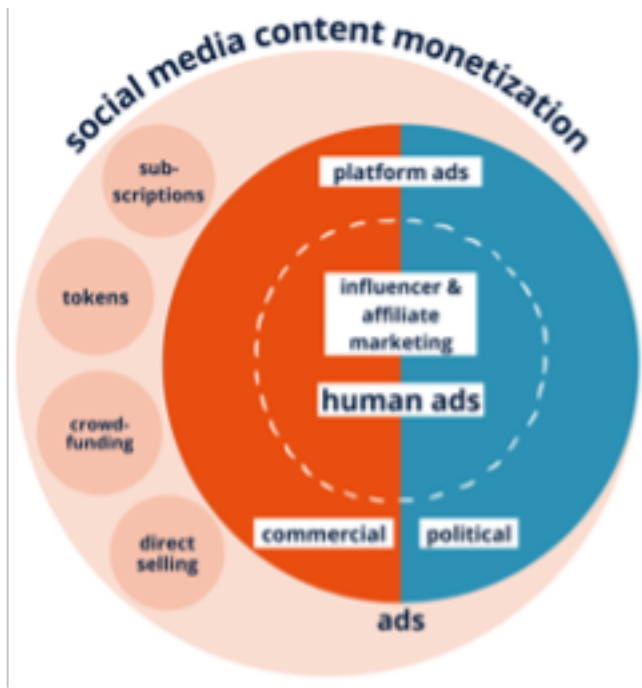 social media content monetization
sub-
scriptions
tokens
crowd-
funding
direct
selling
platform ads
influencer &
affiliate
marketing
human ads
commercial
political
ads